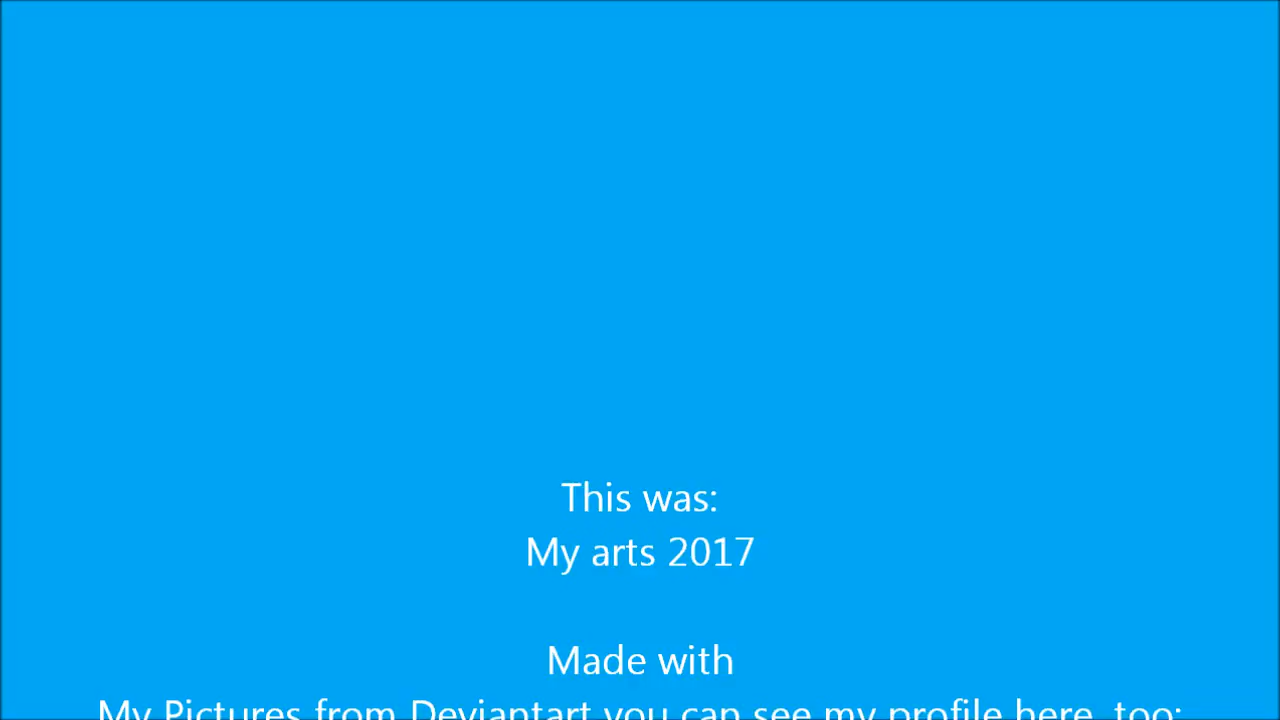 This was:
My arts 2017
Made with
My Pictures from Deviantart you can see my profile here, too: